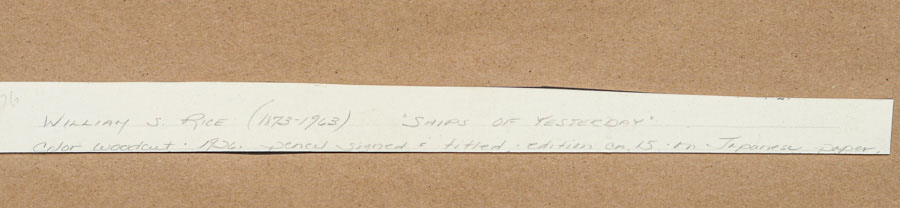 WILLIAM S. RICE (1873-1963) "SHIPS OF YESTERDAY"
Color woodcut · 1926. pencil signed & titled · edition ca. 15 · on · Japanese paper.